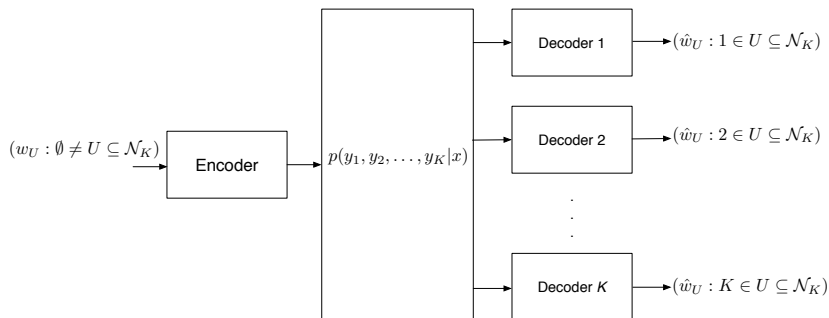 (w_U : ∅ ≠ U ⊆ 𝒩_K)
Encoder
p(y_1, y_2, . . . , y_K|x)
Decoder 1
(ŵ_U : 1 ∈ U ⊆ 𝒩_K)
Decoder 2
(ŵ_U : 2 ∈ U ⊆ 𝒩_K)
.
.
.
Decoder K
(ŵ_U : K ∈ U ⊆ 𝒩_K)